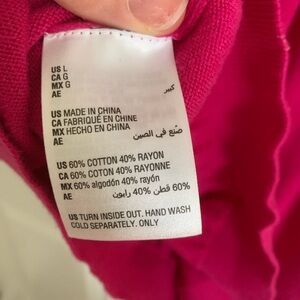 US L
CA G
MX G
AE كبير
US MADE IN CHINA
CA FABRIQUÉ EN CHINE
MX HECHO EN CHINA
AE صنع في الصين
US 60% COTTON 40% RAYON
CA 60% COTON 40% RAYONNE
MX 60% algodón 40% rayón
AE 60% قطن 40% رايون
US TURN INSIDE OUT. HAND WASH
COLD SEPARATELY. ONLY